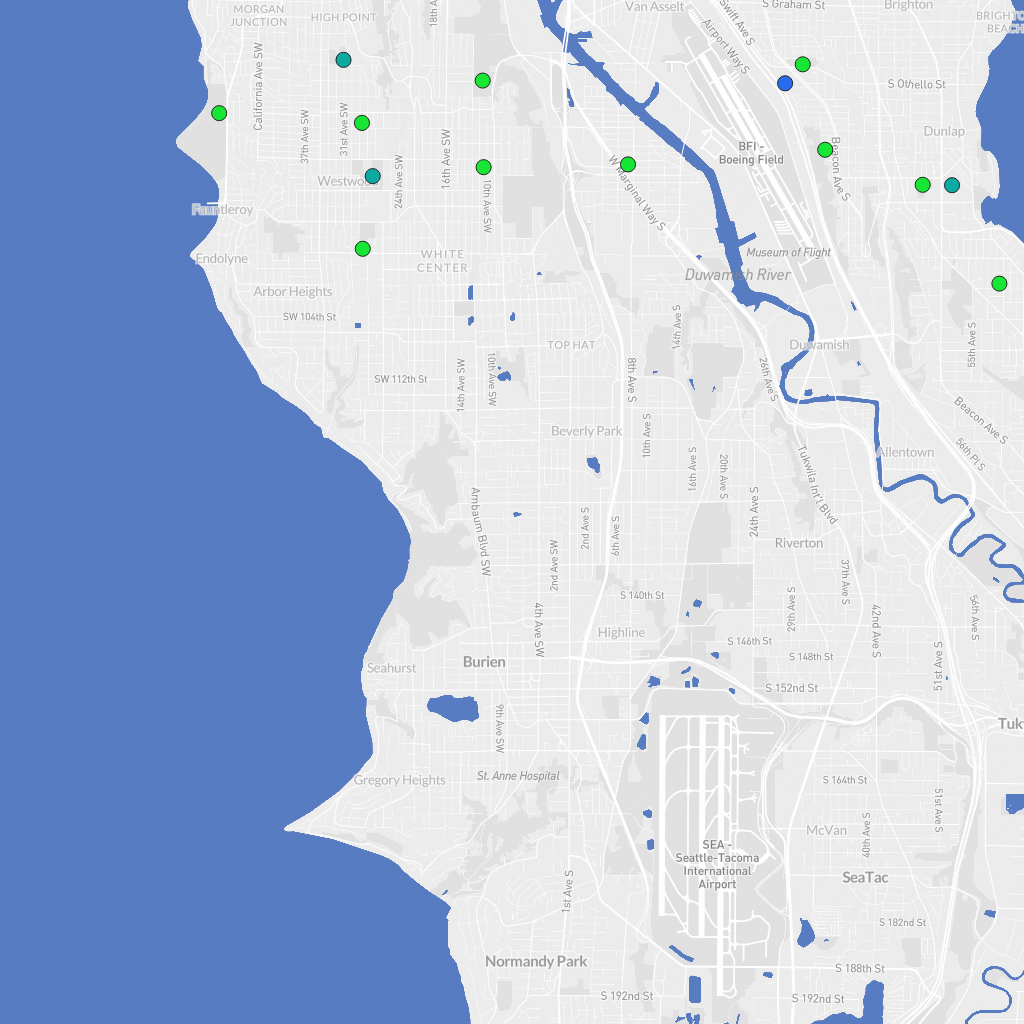 MORGAN
JUNCTION
HIGH POINT
18th A
Van Asselt
Swift Ave S
S Graham St
Brighton
BRIGHTO
BEACH
Airport Way S
California Ave SW
S Othello St
37th Ave SW
31st Ave SW
16th Ave SW
24th Ave SW
10th Ave SW
W Marginal Way S
BFI -
Boeing Field
Beacon Ave S
Dunlap
Westwood
Fauntleroy
Endolyne
WHITE
CENTER
Museum of Flight
Duwamish River
Arbor Heights
SW 104th St
TOP HAT
14th Ave S
Duwamish
55th Ave S
SW 112th St
14th Ave SW
10th Ave SW
8th Ave S
26th Ave S
10th Ave S
Beverly Park
Beacon Ave S
56th Pl S
Allentown
16th Ave S
20th Ave S
24th Ave S
Tukwila Int'l Blvd
Ambaum Blvd SW
2nd Ave S
6th Ave S
2nd Ave SW
Riverton
37th Ave S
29th Ave S
42nd Ave S
56th Ave S
S 140th St
4th Ave SW
Highline
S 146th St
S 148th St
Burien
Seahurst
51st Ave S
S 152nd St
9th Ave SW
Tukw
Gregory Heights
St. Anne Hospital
S 164th St
51st Ave S
40th Ave S
McVan
SEA -
Seattle-Tacoma
International
Airport
SeaTac
1st Ave S
S 182nd St
Normandy Park
S 188th St
S 192nd St
S 192nd St